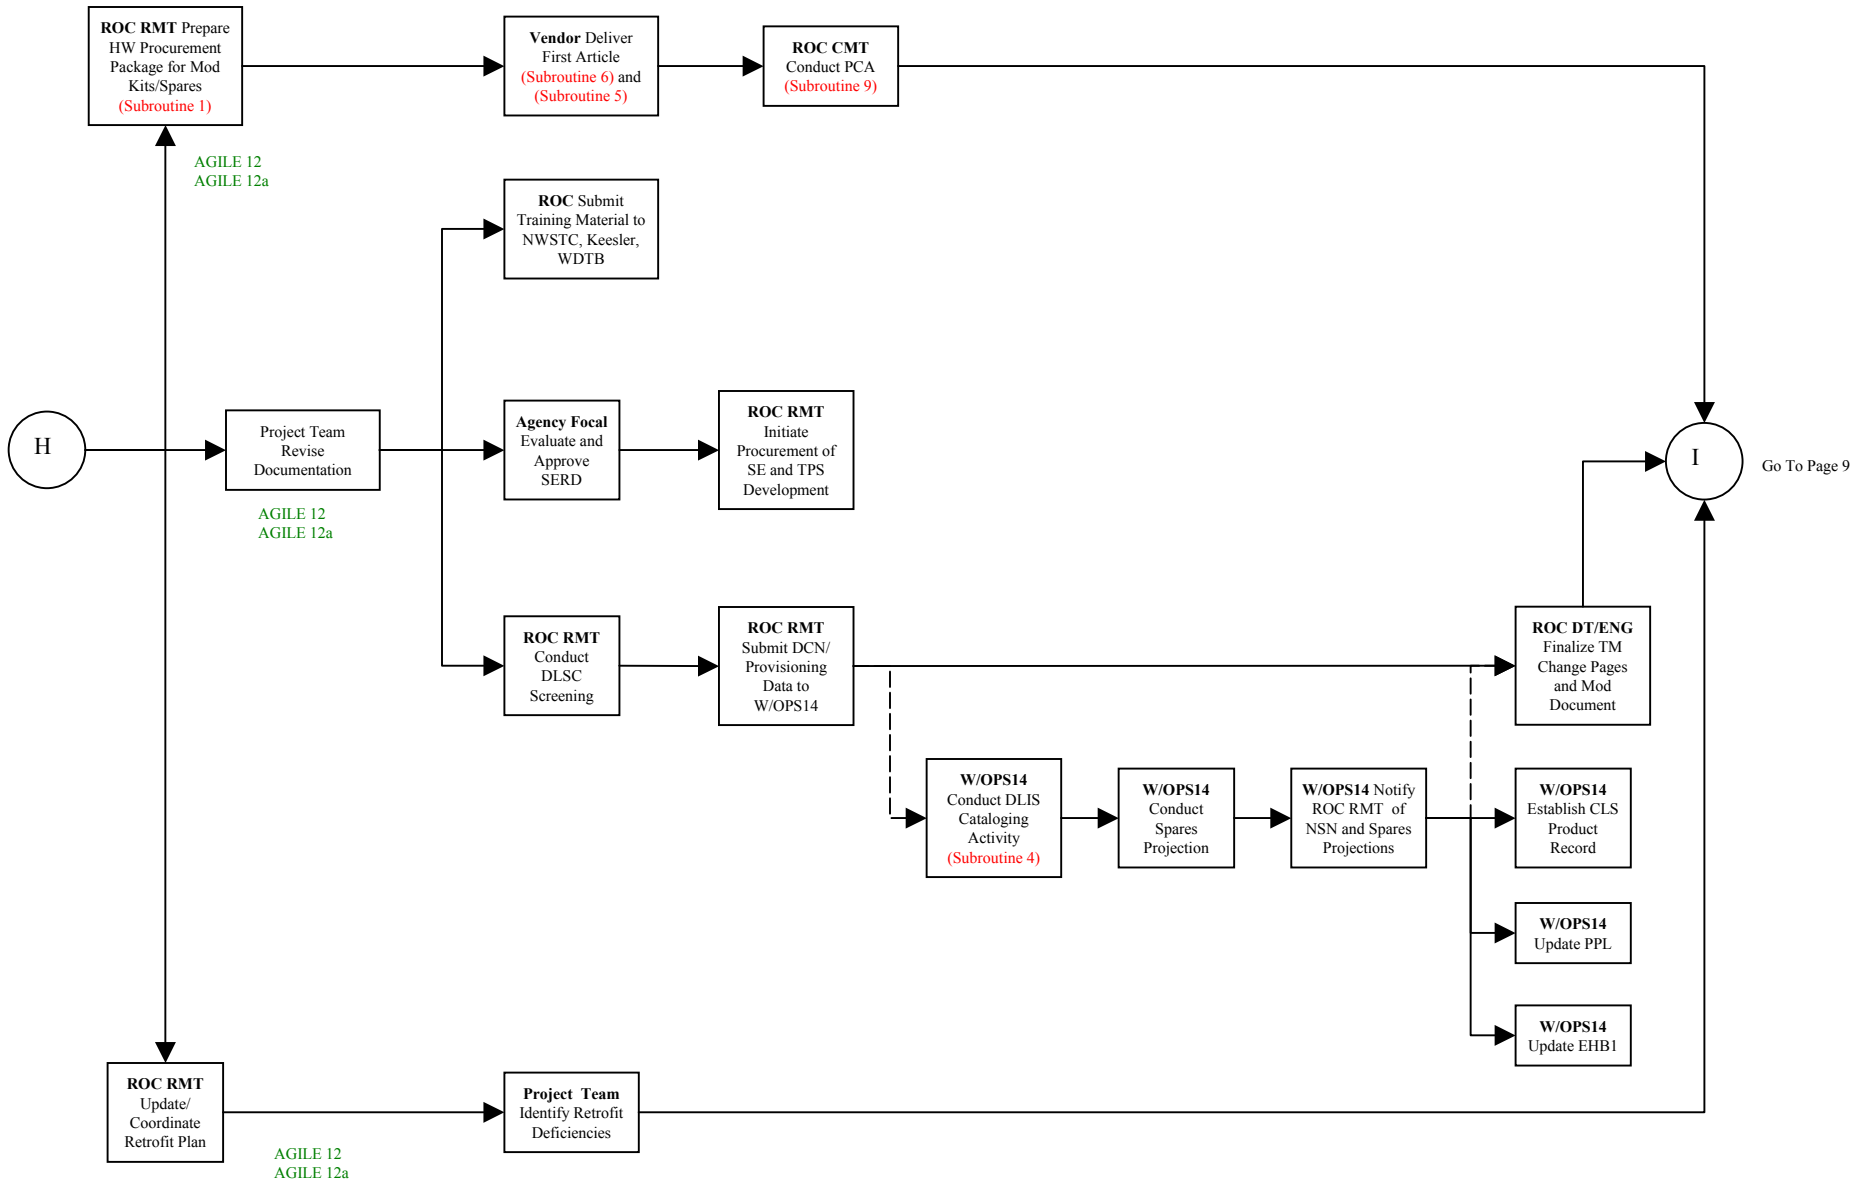 ROC RMT Prepare
HW Procurement
Package for Mod
Kits/Spares
(Subroutine 1)
Vendor Deliver
First Article
(Subroutine 6) and
(Subroutine 5)
ROC CMT
Conduct PCA
(Subroutine 9)
AGILE 12
AGILE 12a
ROC Submit
Training Material to
NWSTC, Keesler,
WDTB
H
Project Team
Revise
Documentation
AGILE 12
AGILE 12a
Agency Focal
Evaluate and
Approve
SERD
ROC RMT
Initiate
Procurement of
SE and TPS
Development
I
Go To Page 9
ROC RMT
Conduct
DLSC
Screening
ROC RMT
Submit DCN/
Provisioning
Data to
W/OPS14
ROC DT/ENG
Finalize TM
Change Pages
and Mod
Document
W/OPS14
Conduct DLIS
Cataloging
Activity
(Subroutine 4)
W/OPS14
Conduct
Spares
Projection
W/OPS14 Notify
ROC RMT of
NSN and Spares
Projections
W/OPS14
Establish CLS
Product
Record
W/OPS14
Update PPL
W/OPS14
Update EHB1
ROC RMT
Update/
Coordinate
Retrofit Plan
AGILE 12
AGILE 12a
Project Team
Identify Retrofit
Deficiencies